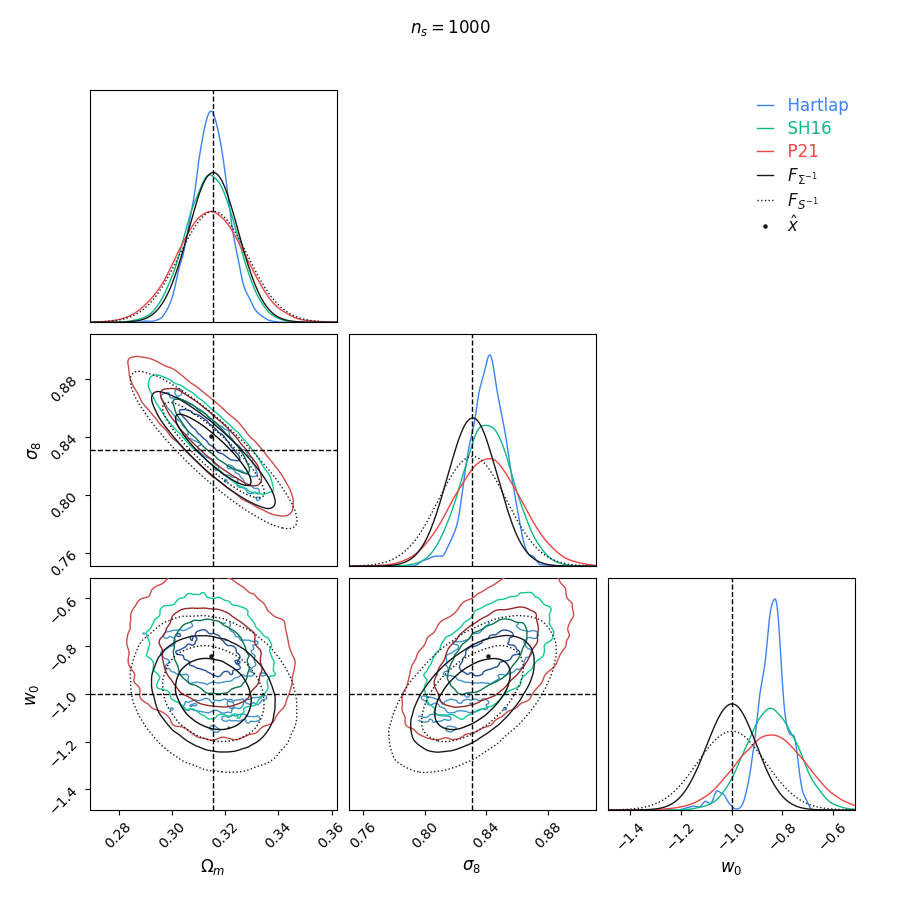 n_s = 1000
Hartlap
SH16
P21
F_{Σ^{-1}}
F_{S^{-1}}
x̂
σ_8
0.88
0.84
0.80
0.76
w_0
−0.6
−0.8
−1.0
−1.2
−1.4
0.28 0.30 0.32 0.34 0.36
0.76 0.80 0.84 0.88
−1.4 −1.2 −1.0 −0.8 −0.6
Ω_m
σ_8
w_0